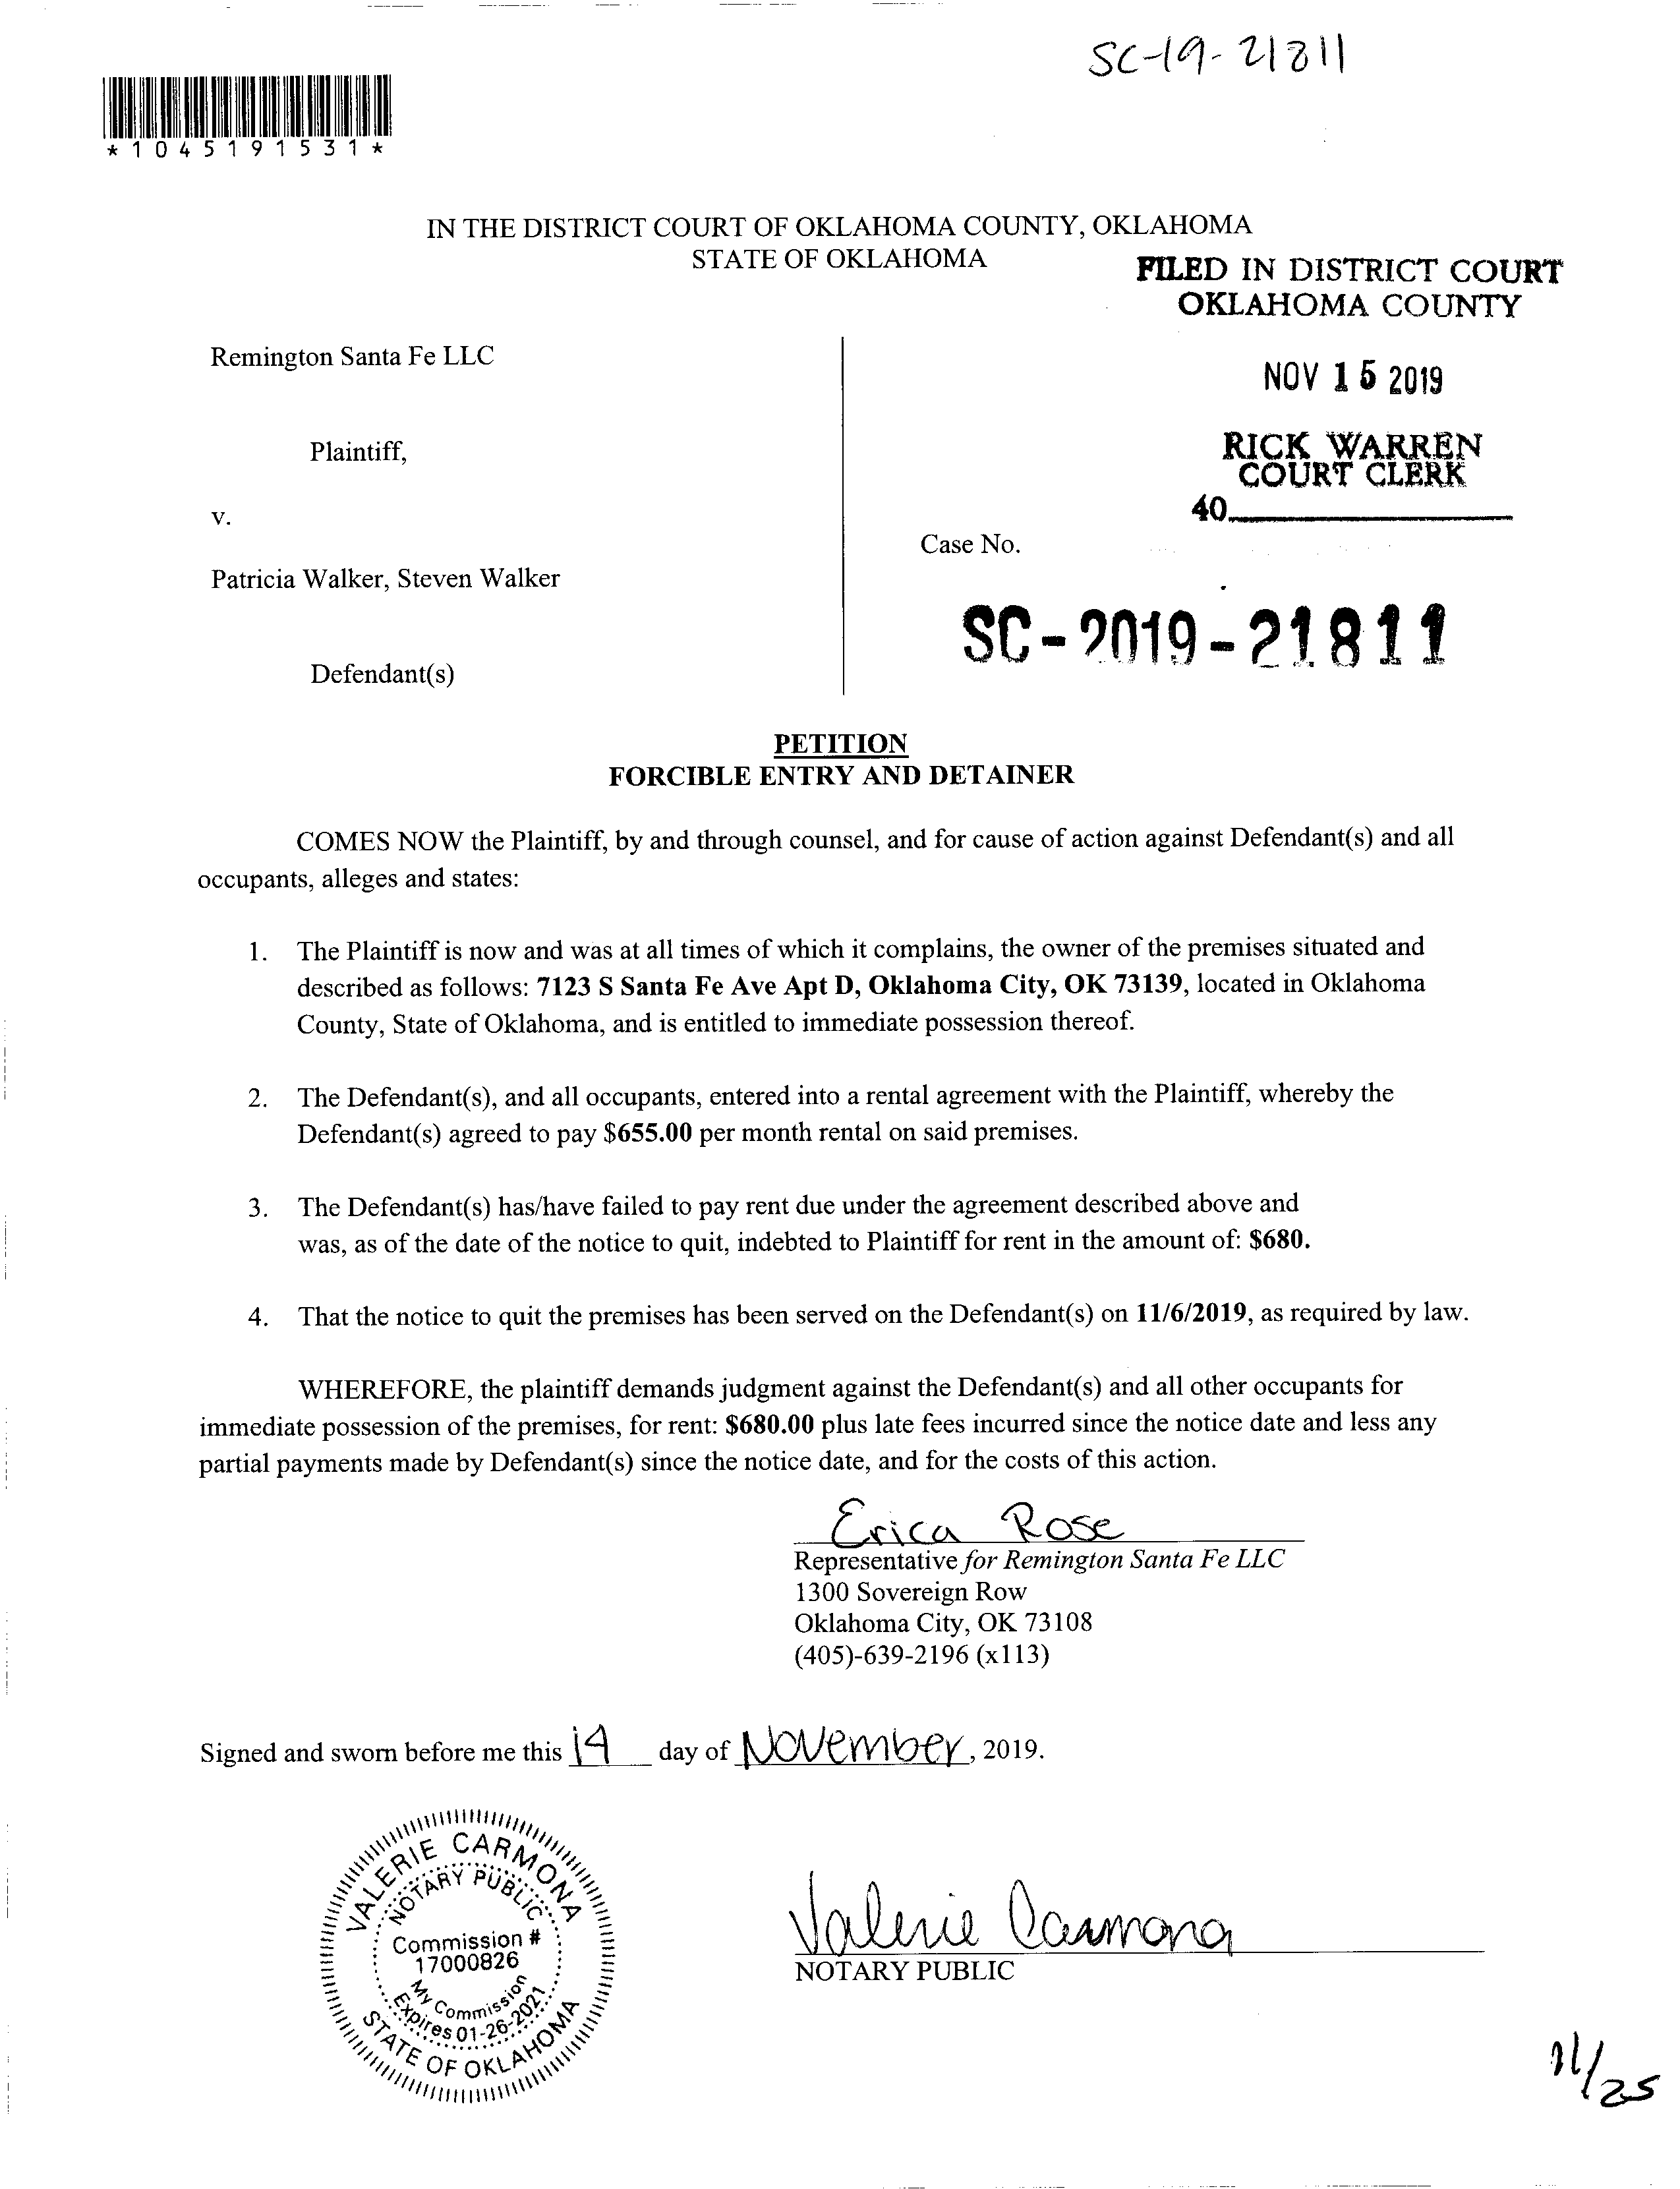 SC-19-21811
*1045191531*
IN THE DISTRICT COURT OF OKLAHOMA COUNTY, OKLAHOMA
STATE OF OKLAHOMA
FILED IN DISTRICT COURT
OKLAHOMA COUNTY
Remington Santa Fe LLC
NOV 15 2019
Plaintiff,
RICK WARREN
COURT CLERK
40
v.
Case No.
Patricia Walker, Steven Walker
SC-2019-21811
Defendant(s)
PETITION
FORCIBLE ENTRY AND DETAINER
COMES NOW the Plaintiff, by and through counsel, and for cause of action against Defendant(s) and all
occupants, alleges and states:
1. The Plaintiff is now and was at all times of which it complains, the owner of the premises situated and
described as follows: 7123 S Santa Fe Ave Apt D, Oklahoma City, OK 73139, located in Oklahoma
County, State of Oklahoma, and is entitled to immediate possession thereof.
2. The Defendant(s), and all occupants, entered into a rental agreement with the Plaintiff, whereby the
Defendant(s) agreed to pay $655.00 per month rental on said premises.
3. The Defendant(s) has/have failed to pay rent due under the agreement described above and
was, as of the date of the notice to quit, indebted to Plaintiff for rent in the amount of: $680.
4. That the notice to quit the premises has been served on the Defendant(s) on 11/6/2019, as required by law.
WHEREFORE, the plaintiff demands judgment against the Defendant(s) and all other occupants for
immediate possession of the premises, for rent: $680.00 plus late fees incurred since the notice date and less any
partial payments made by Defendant(s) since the notice date, and for the costs of this action.
Erica Rose
Representative for Remington Santa Fe LLC
1300 Sovereign Row
Oklahoma City, OK 73108
(405)-639-2196 (x113)
Signed and sworn before me this 14 day of November, 2019.
VALERIE CARMONA
NOTARY PUBLIC
Commission #
17000826
My Commission
Expires 01-26-2021
STATE OF OKLAHOMA
Valerie Carmona
NOTARY PUBLIC
11/25